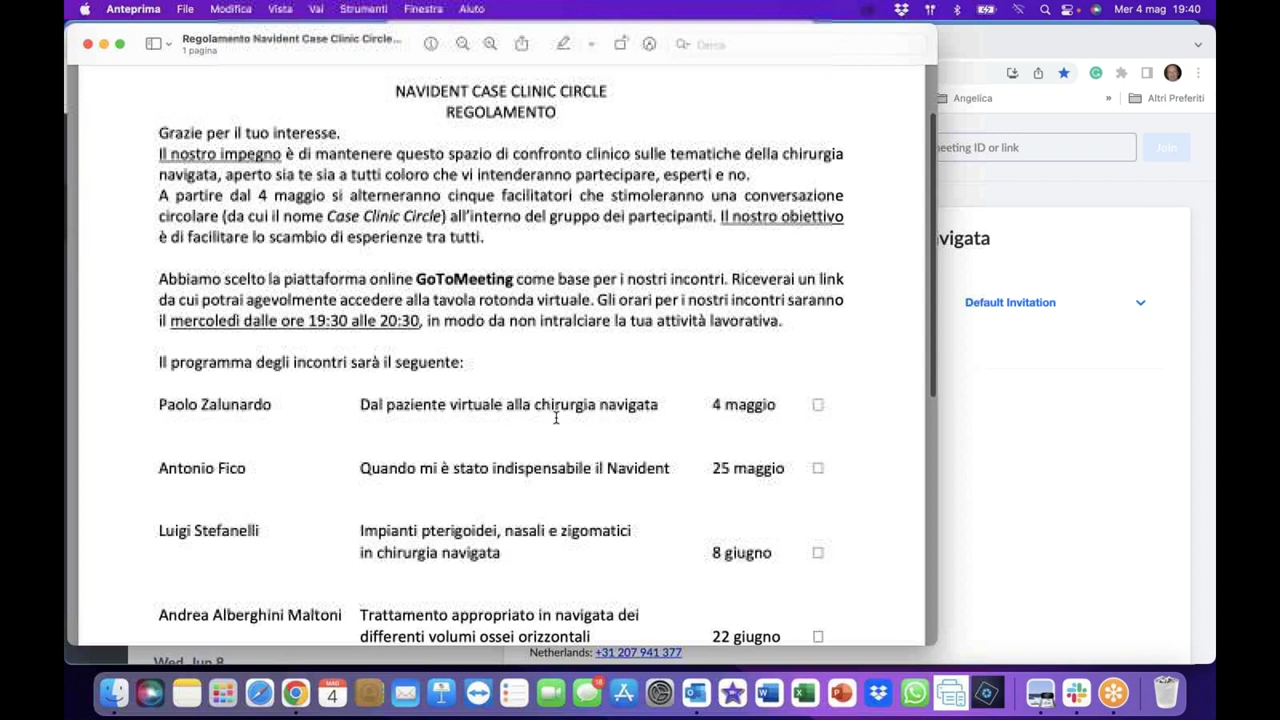 Anteprima File Modifica Vista Vai Strumenti Finestra Aiuto Mer 4 mag 19:40
Regolamento Navident Case Clinic Circle...
1 pagina
Cerca
Angelica » Altri Preferiti
eeting ID or link Join
NAVIDENT CASE CLINIC CIRCLE
REGOLAMENTO
Grazie per il tuo interesse.
Il nostro impegno è di mantenere questo spazio di confronto clinico sulle tematiche della chirurgia
navigata, aperto sia te sia a tutti coloro che vi intenderanno partecipare, esperti e no.
A partire dal 4 maggio si alterneranno cinque facilitatori che stimoleranno una conversazione
circolare (da cui il nome Case Clinic Circle) all'interno del gruppo dei partecipanti. Il nostro obiettivo
è di facilitare lo scambio di esperienze tra tutti.
vigata
Abbiamo scelto la piattaforma online GoToMeeting come base per i nostri incontri. Riceverai un link
da cui potrai agevolmente accedere alla tavola rotonda virtuale. Gli orari per i nostri incontri saranno
il mercoledì dalle ore 19:30 alle 20:30, in modo da non intralciare la tua attività lavorativa.
Default Invitation
Il programma degli incontri sarà il seguente:
Paolo Zalunardo Dal paziente virtuale alla chirurgia navigata 4 maggio
Antonio Fico Quando mi è stato indispensabile il Navident 25 maggio
Luigi Stefanelli Impianti pterigoidei, nasali e zigomatici
in chirurgia navigata 8 giugno
Andrea Alberghini Maltoni Trattamento appropriato in navigata dei
differenti volumi ossei orizzontali 22 giugno
Netherlands: +31 207 941 377
Wed, Jun 8
MAG
4
18